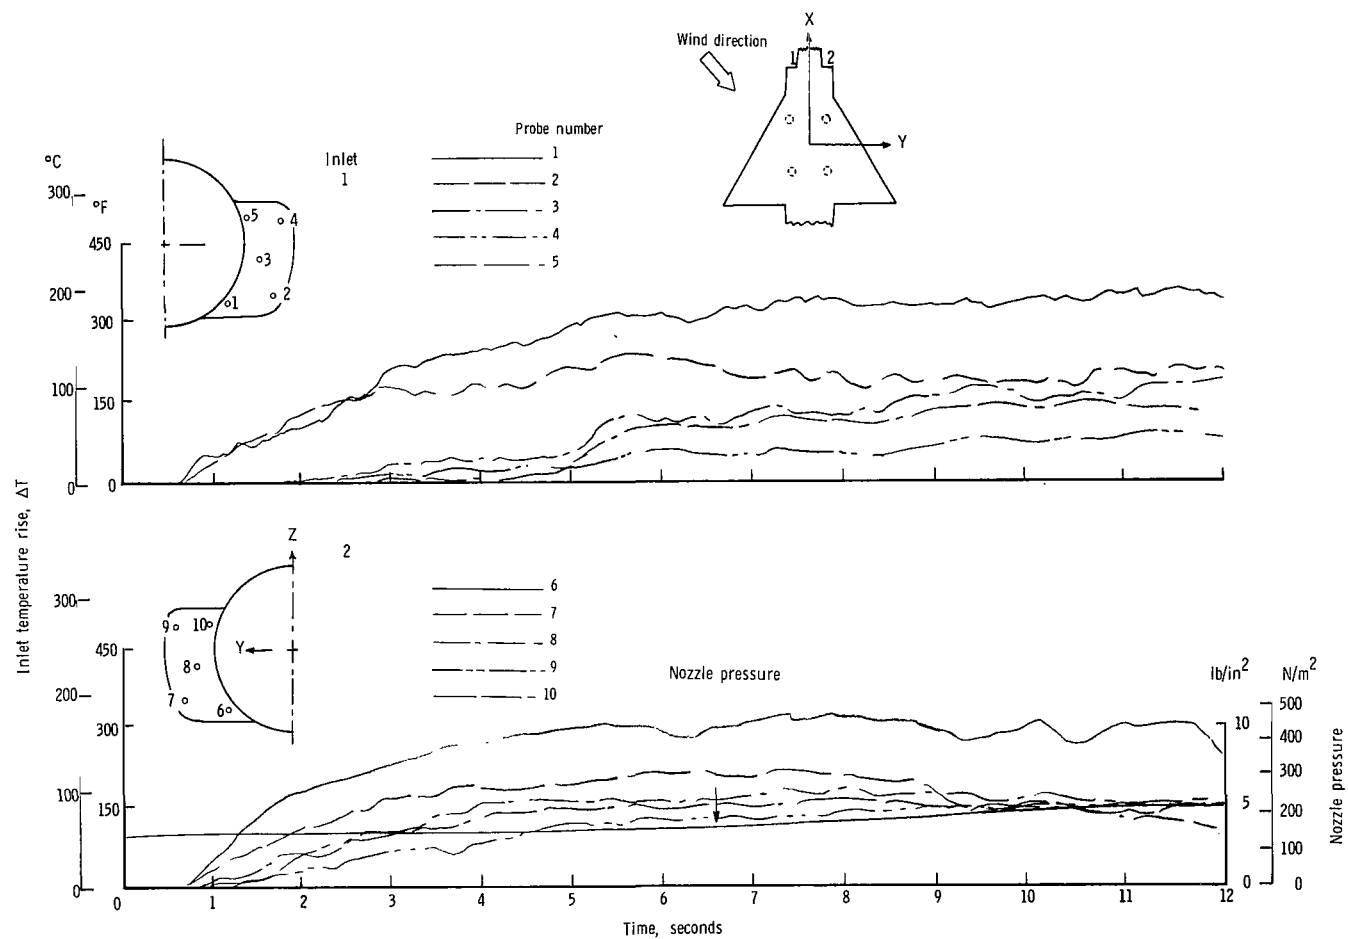 X
Wind direction
1 2
Y
Probe number
Inlet
1
1
2
3
4
5
°C
°F
300
450
200
300
100
150
0
0
5
4
3
2
1
Inlet temperature rise, ΔT
Z
2
Y
9
10
8
7
6
6
7
8
9
10
300
450
200
300
100
150
0
Nozzle pressure
lb/in2
N/m2
10
5
0
500
400
300
200
100
0
Nozzle pressure
0 1 2 3 4 5 6 7 8 9 10 11 12
Time, seconds